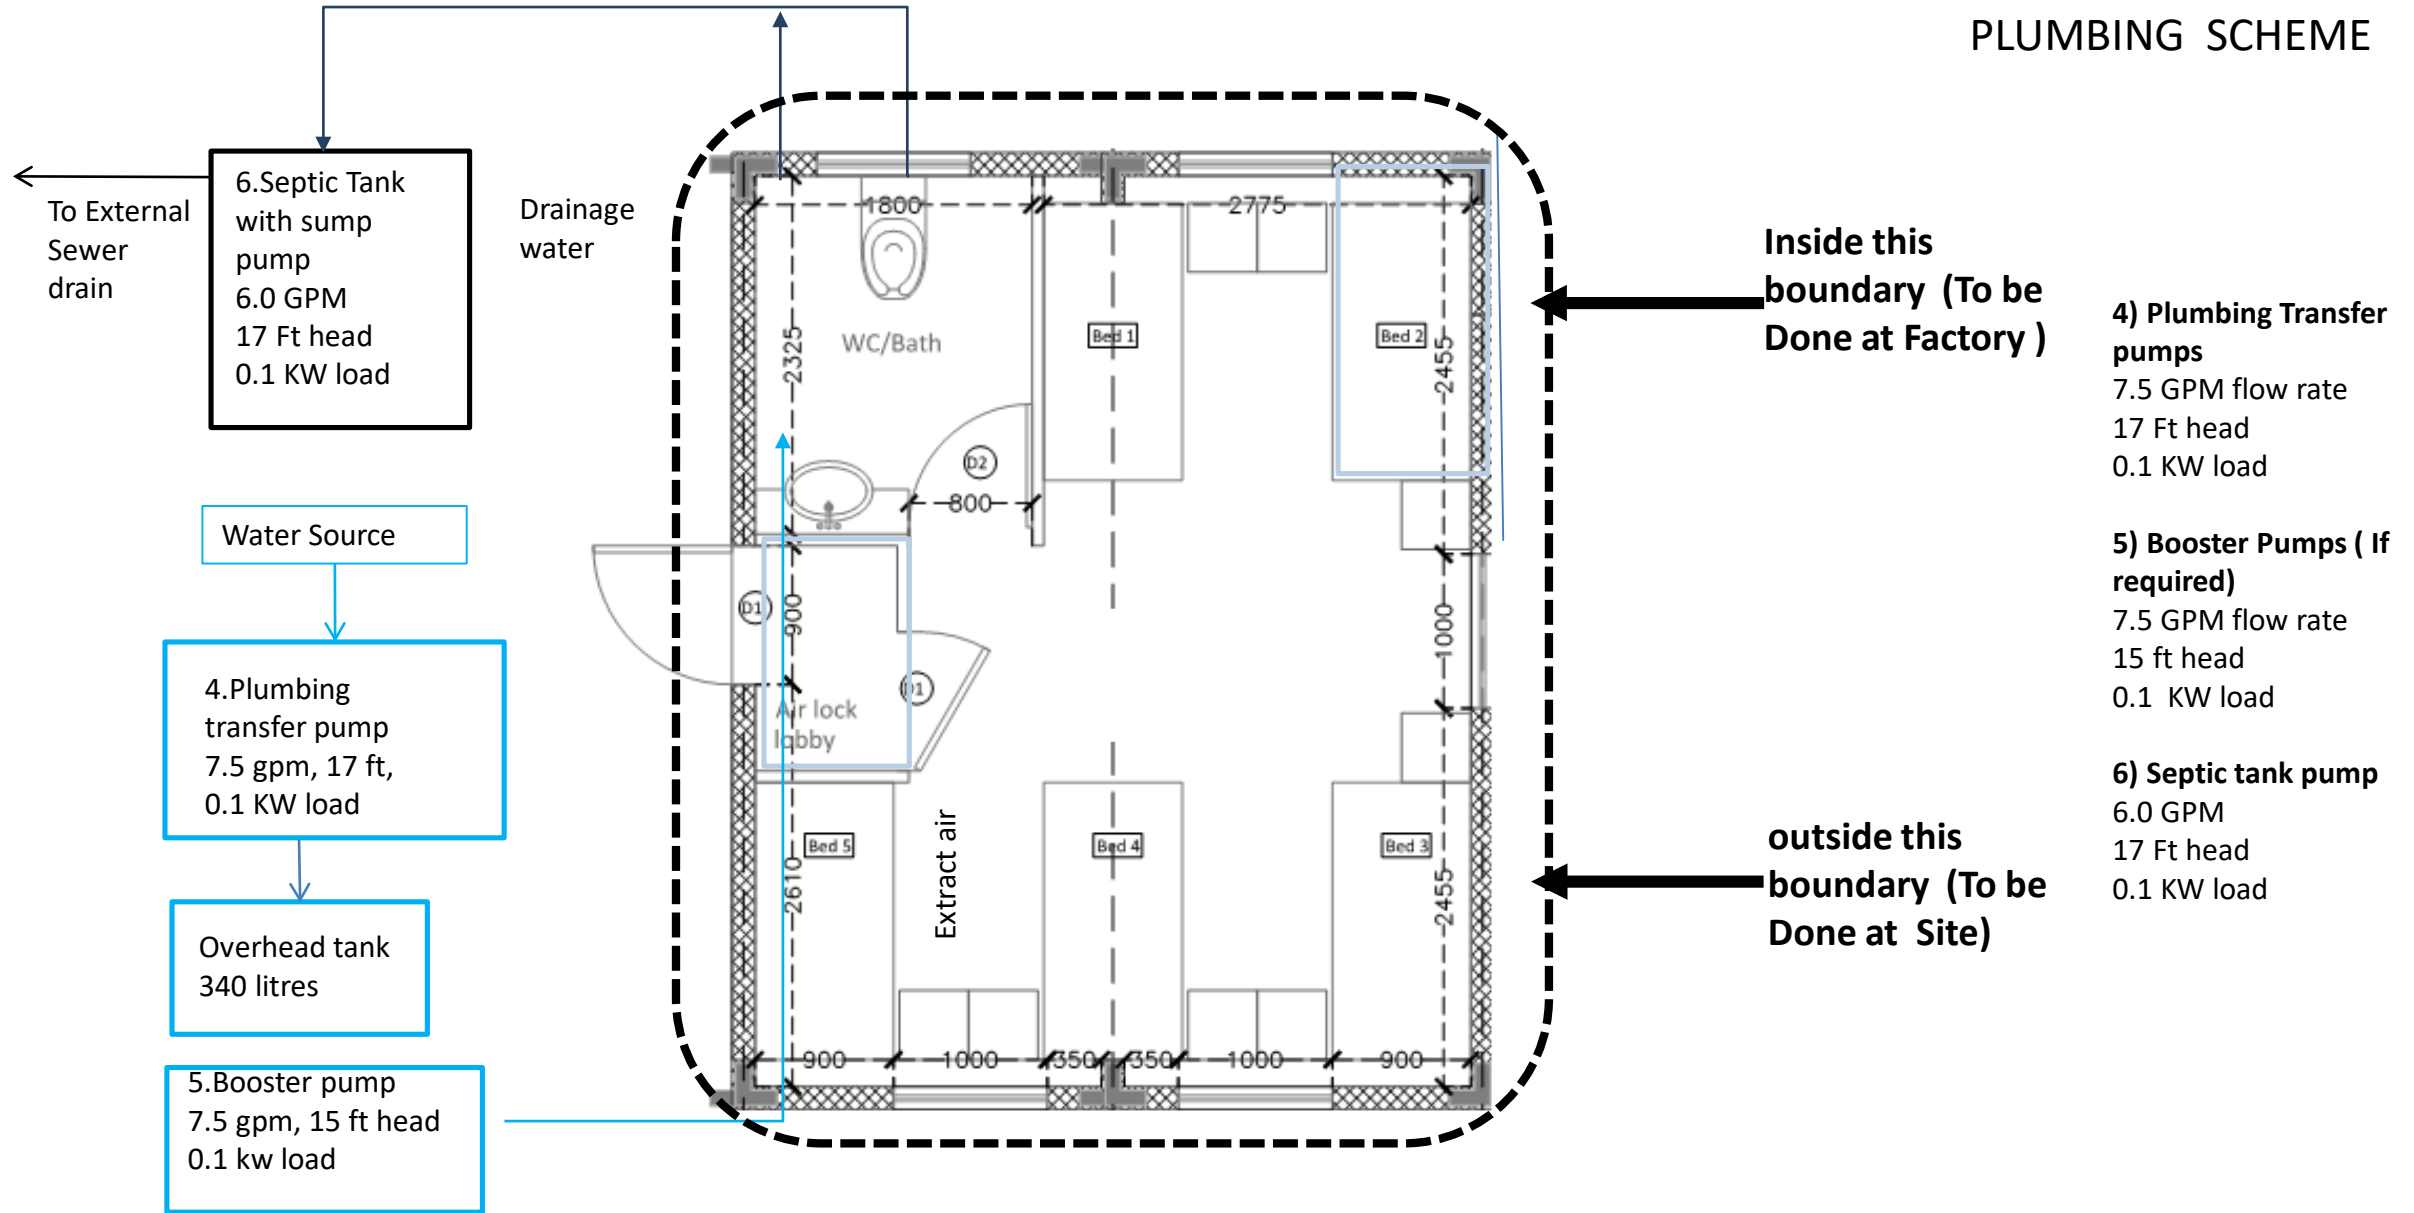 PLUMBING SCHEME
6.Septic Tank
with sump
pump
6.0 GPM
17 Ft head
0.1 KW load
To External
Sewer
drain
Drainage
water
Water Source
4.Plumbing
transfer pump
7.5 gpm, 17 ft,
0.1 KW load
Overhead tank
340 litres
5.Booster pump
7.5 gpm, 15 ft head
0.1 kw load
1800
2775
2325
WC/Bath
Bed 1
Bed 2
2455
D2
800
D1
900
1000
D1
Air lock
lobby
Bed 5
Bed 4
Bed 3
2610
Extract air
2455
900
1000
350
350
1000
900
Inside this
boundary (To be
Done at Factory )
outside this
boundary (To be
Done at Site)
4) Plumbing Transfer
pumps
7.5 GPM flow rate
17 Ft head
0.1 KW load
5) Booster Pumps ( If
required)
7.5 GPM flow rate
15 ft head
0.1 KW load
6) Septic tank pump
6.0 GPM
17 Ft head
0.1 KW load